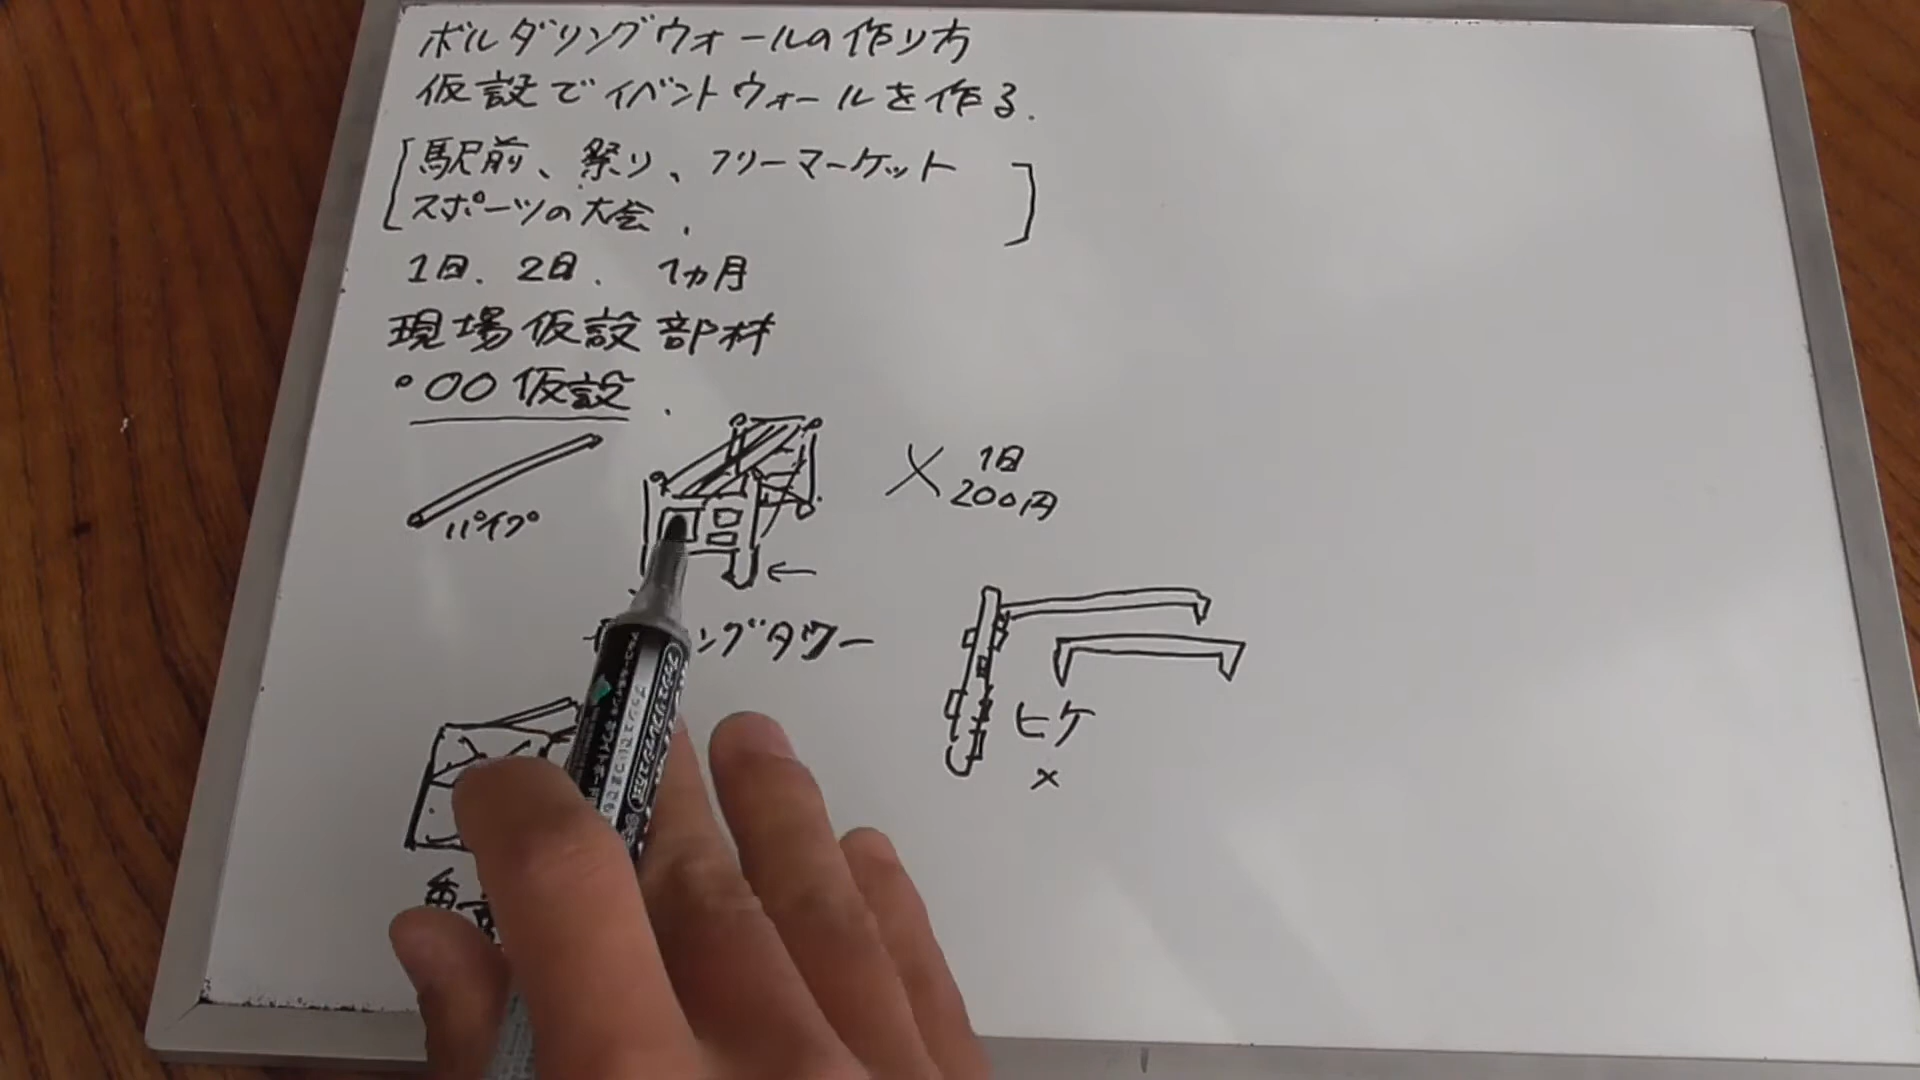 ボルダリングウォールの作り方
仮設でイベントウォールを作る.
[駅前、祭り、フリーマーケット
スポーツの大会. ]
1日. 2日. 1カ月
現場仮設部材
・〇〇仮設.
パイプ
X 1日
200円
ングタワー
ヒケ
×